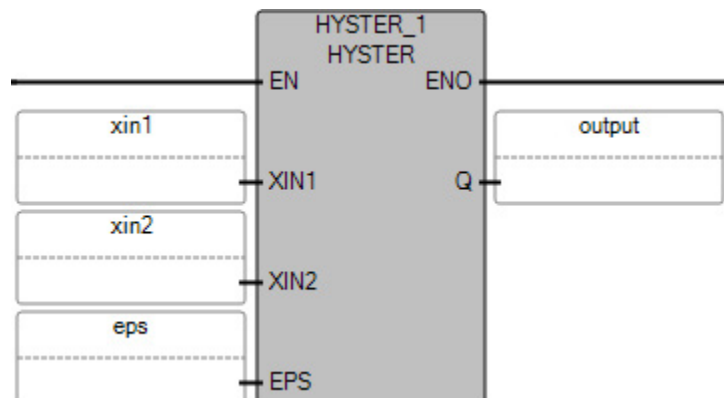 HYSTER_1
HYSTER
EN ENO
xin1 output
XIN1 Q
xin2
XIN2
eps
EPS